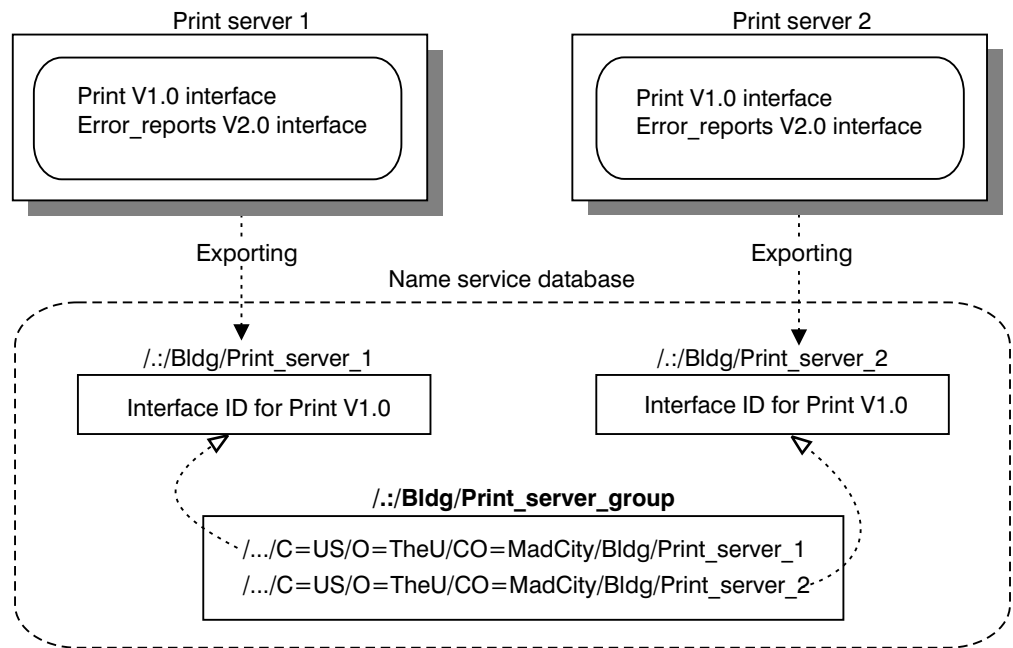 Print server 1
Print server 2
Print V1.0 interface
Error_reports V2.0 interface
Print V1.0 interface
Error_reports V2.0 interface
Exporting
Exporting
Name service database
/.:/Bldg/Print_server_1
/.:/Bldg/Print_server_2
Interface ID for Print V1.0
Interface ID for Print V1.0
/.:/Bldg/Print_server_group
/.../C=US/O=TheU/CO=MadCity/Bldg/Print_server_1
/.../C=US/O=TheU/CO=MadCity/Bldg/Print_server_2